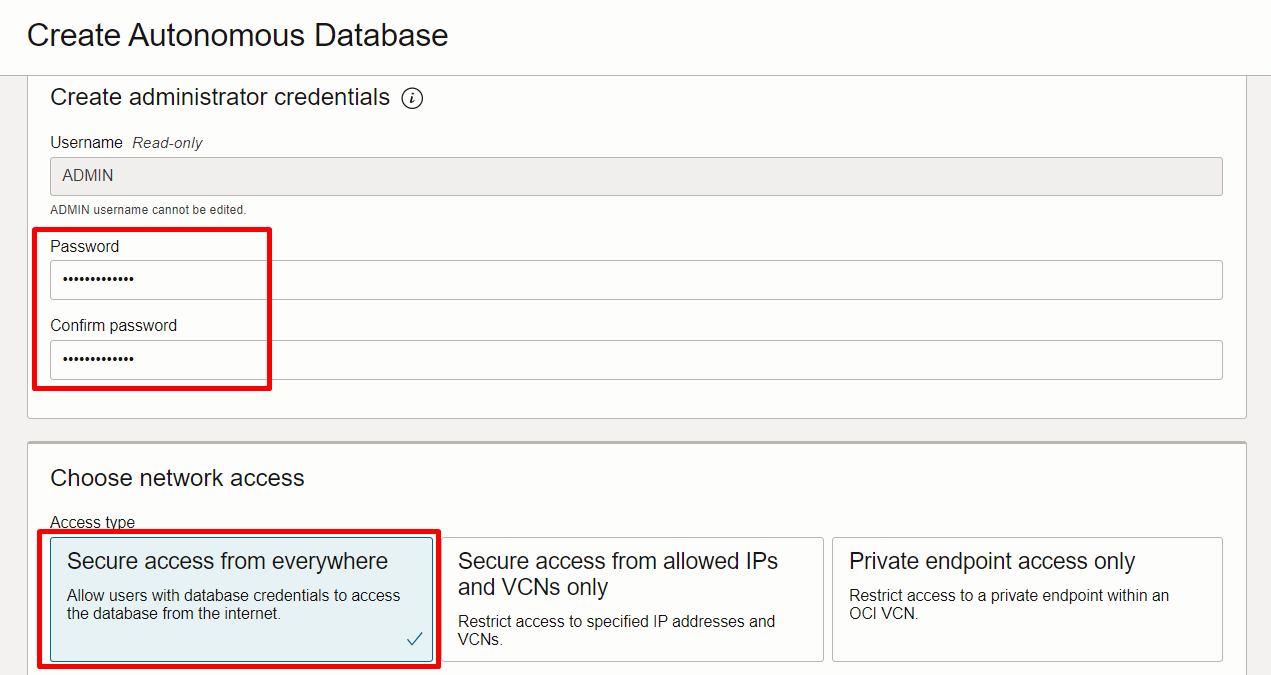 Create Autonomous Database
Create administrator credentials
Username Read-only
ADMIN
ADMIN username cannot be edited.
Password
•••••••••••••
Confirm password
•••••••••••••
Choose network access
Access type
Secure access from everywhere
Allow users with database credentials to access
the database from the internet.
Secure access from allowed IPs
and VCNs only
Restrict access to specified IP addresses and
VCNs.
Private endpoint access only
Restrict access to a private endpoint within an
OCI VCN.